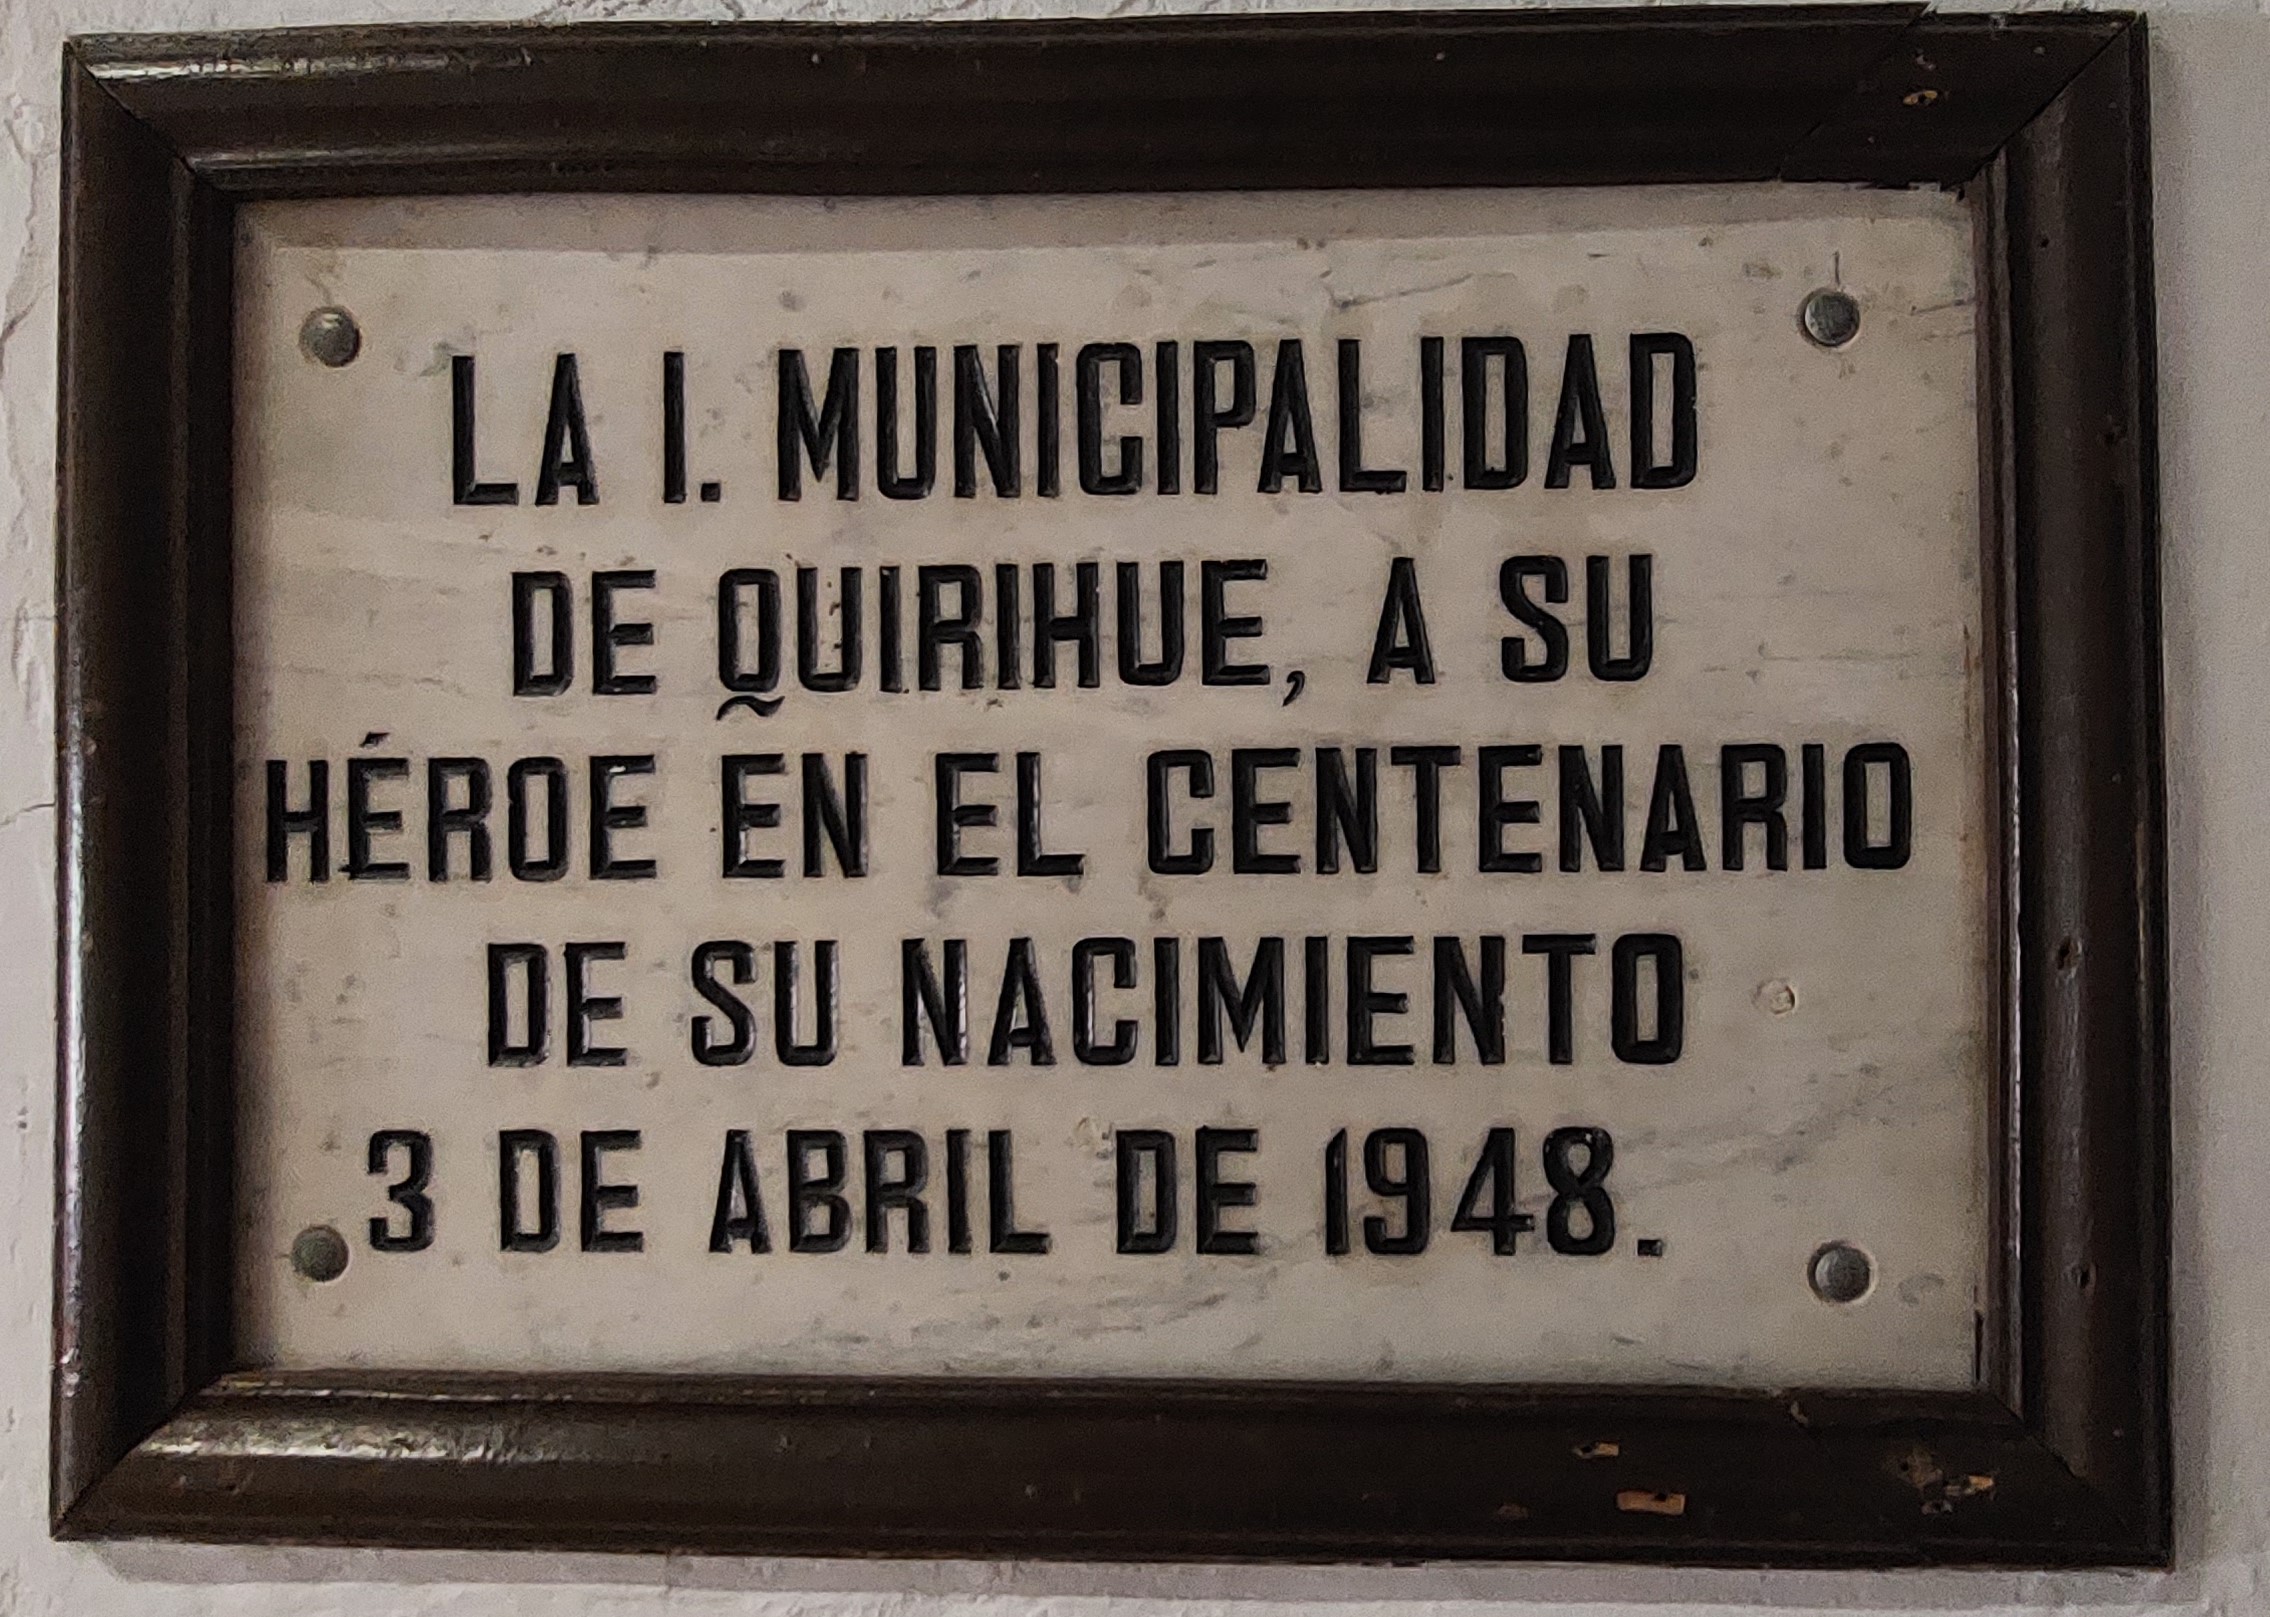 LA I. MUNICIPALIDAD
DE QUIRIHUE, A SU
HÉROE EN EL CENTENARIO
DE SU NACIMIENTO
3 DE ABRIL DE 1948.